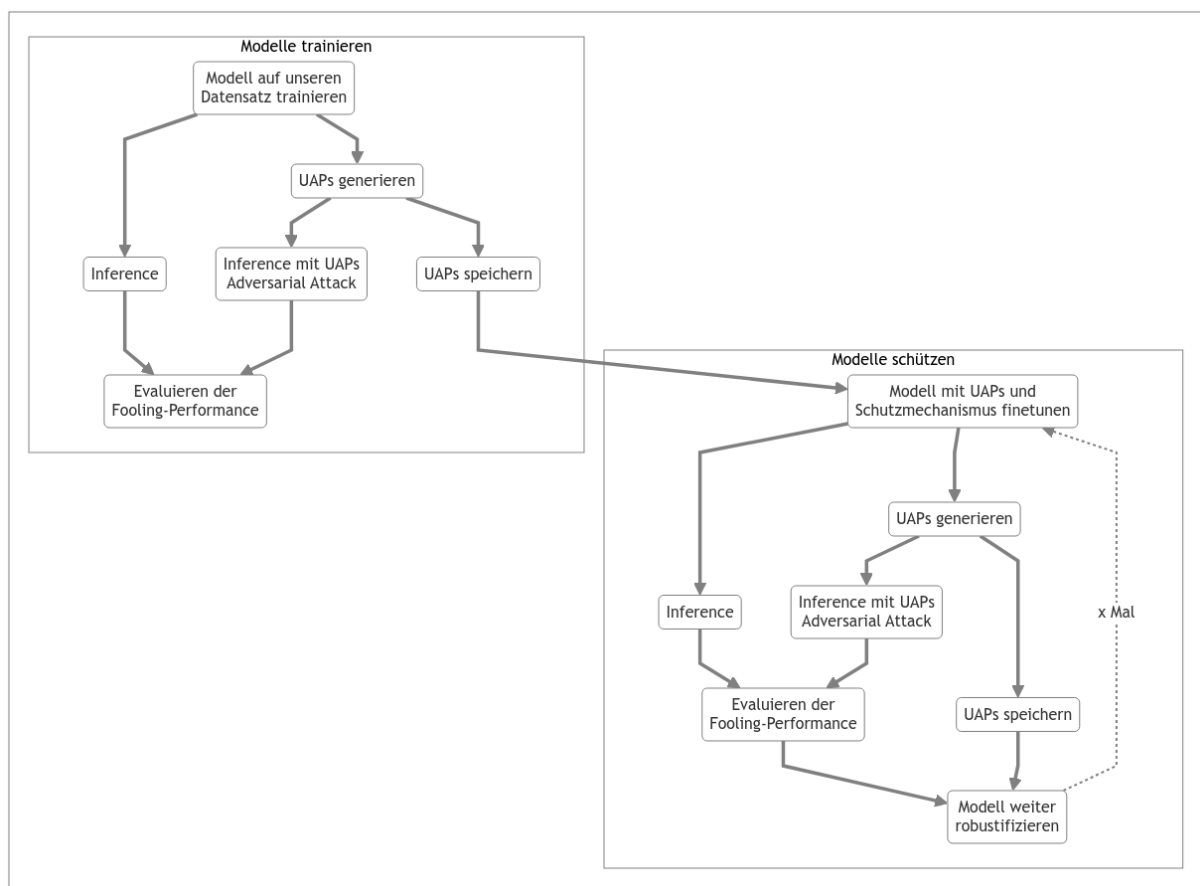 Modelle trainieren
Modell auf unseren
Datensatz trainieren
UAPs generieren
Inference
Inference mit UAPs
Adversarial Attack
UAPs speichern
Evaluieren der
Fooling-Performance
Modelle schützen
Modell mit UAPs und
Schutzmechanismus finetunen
UAPs generieren
Inference
Inference mit UAPs
Adversarial Attack
x Mal
Evaluieren der
Fooling-Performance
UAPs speichern
Modell weiter
robustifizieren